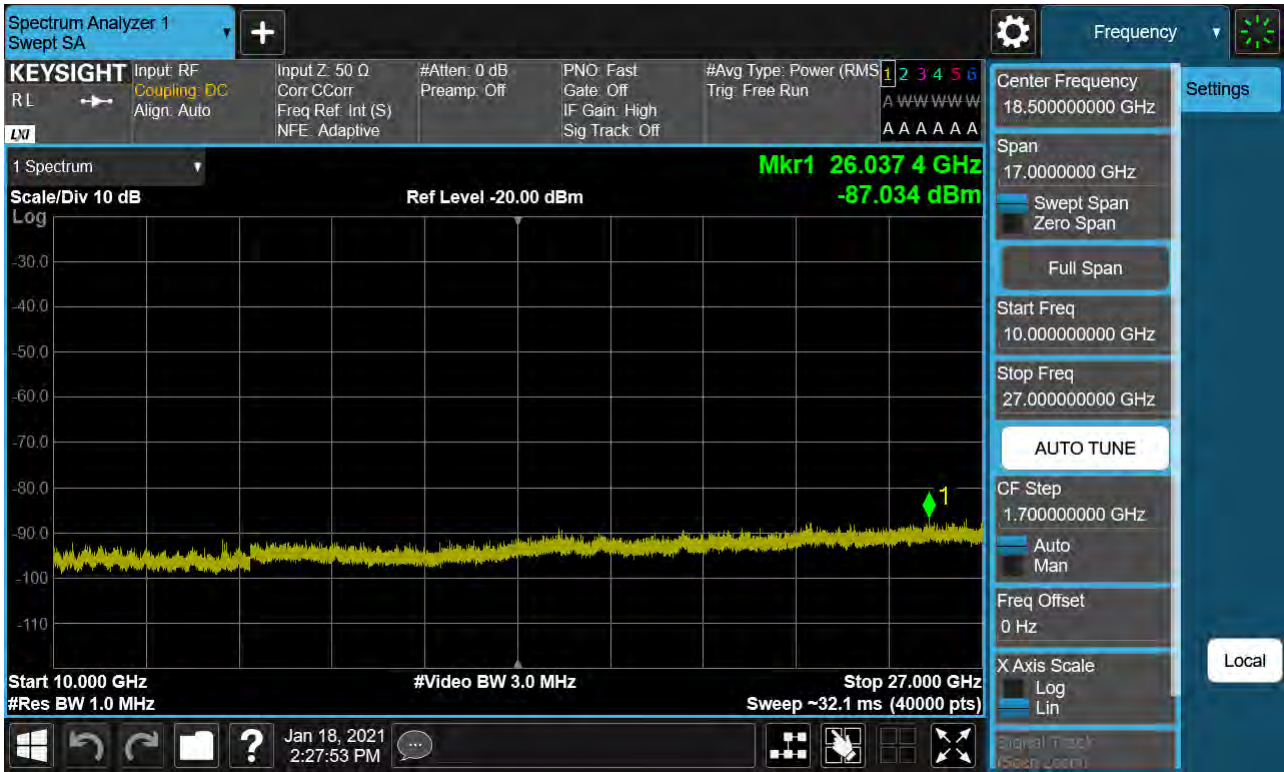 Spectrum Analyzer 1
Swept SA
+
Frequency
KEYSIGHT
RL
LXI
Input: RF
Coupling: DC
Align: Auto
Input Z: 50 Ω
Corr CCorr
Freq Ref: Int (S)
NFE: Adaptive
#Atten: 0 dB
Preamp: Off
PNO: Fast
Gate: Off
IF Gain: High
Sig Track: Off
#Avg Type: Power (RMS
Trig: Free Run
1 2 3 4 5 6
A W W W W W
A A A A A A
1 Spectrum
Scale/Div 10 dB
Ref Level -20.00 dBm
Mkr1 26.037 4 GHz
-87.034 dBm
Log
-30.0
-40.0
-50.0
-60.0
-70.0
-80.0
-90.0
-100
-110
1
Start 10.000 GHz
#Video BW 3.0 MHz
Stop 27.000 GHz
#Res BW 1.0 MHz
Sweep ~32.1 ms (40000 pts)
Center Frequency
18.500000000 GHz
Span
17.0000000 GHz
Swept Span
Zero Span
Full Span
Start Freq
10.000000000 GHz
Stop Freq
27.000000000 GHz
AUTO TUNE
CF Step
1.700000000 GHz
Auto
Man
Freq Offset
0 Hz
X Axis Scale
Log
Lin
Signal Track
(Span Zoom)
Settings
Local
?
Jan 18, 2021
2:27:53 PM